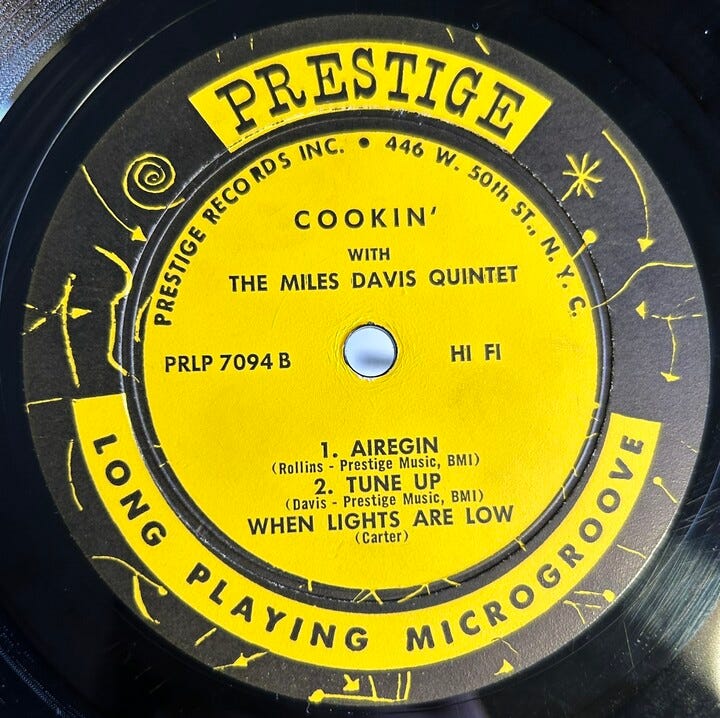 PRESTIGE
PRESTIGE RECORDS INC. • 446 W. 50th ST., N. Y. C.
COOKIN'
WITH
THE MILES DAVIS QUINTET
PRLP 7094 B
HI FI
1. AIREGIN
(Rollins - Prestige Music, BMI)
2. TUNE UP
(Davis - Prestige Music, BMI)
WHEN LIGHTS ARE LOW
(Carter)
LONG PLAYING MICROGROOVE